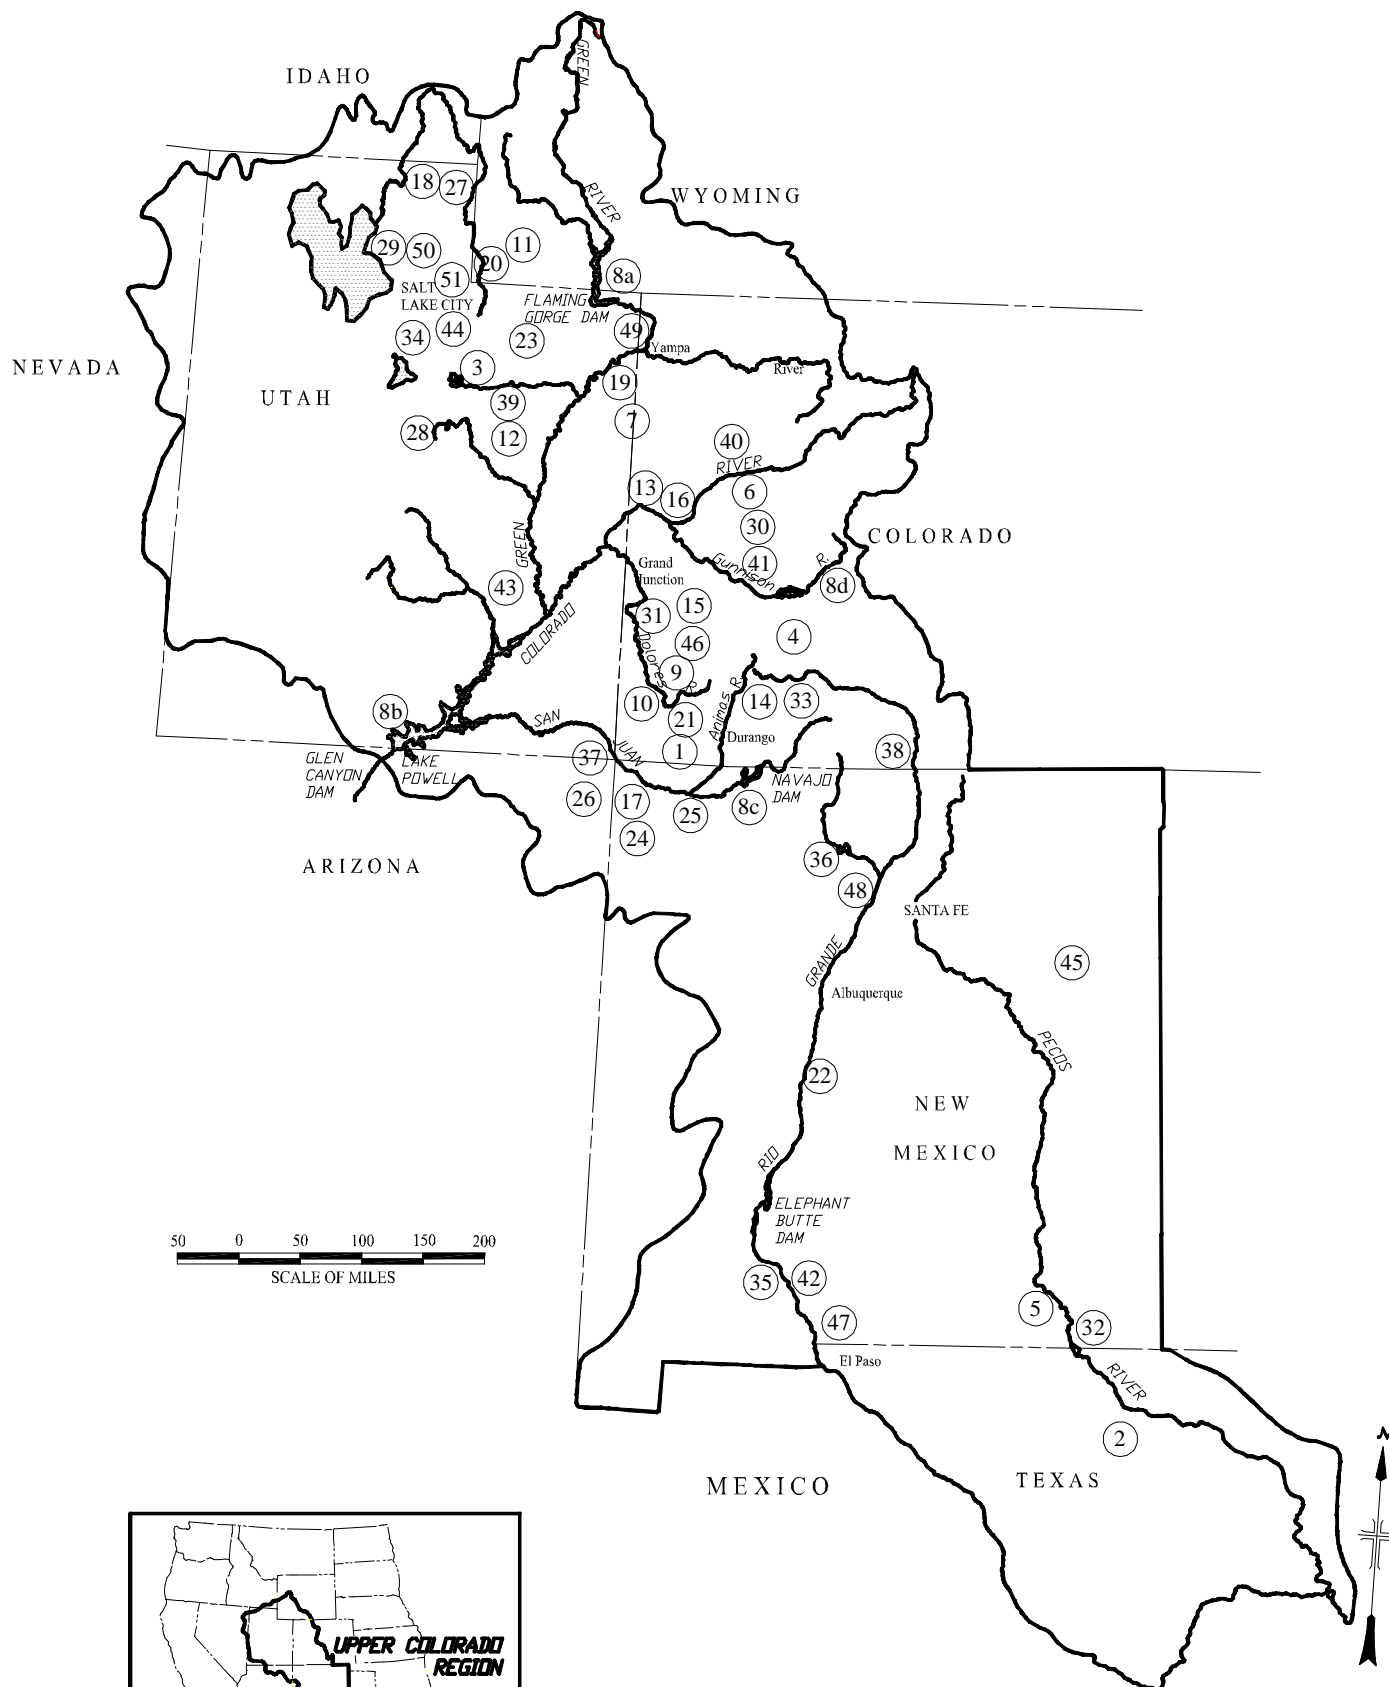 IDAHO
GREEN
WYOMING
18
27
RIVER
29
50
11
20
51
8a
SALT
LAKE CITY
FLAMING
GORGE DAM
34
44
23
49
Yampa
NEVADA
3
River
19
UTAH
39
7
28
12
40
RIVER
13
16
6
30
COLORADO
GREEN
Grand
Junction
Gunnison
R.
41
8d
43
15
31
COLORADO
Dolores
R.
46
4
9
10
Animas R.
14
33
8b
SAN
21
Durango
JUAN
37
1
38
GLEN
CANYON
DAM
LAKE
POWELL
NAVAJO
DAM
26
17
25
8c
24
ARIZONA
36
48
SANTA FE
GRANDE
45
Albuquerque
PECOS
22
NEW
MEXICO
RIO
ELEPHANT
BUTTE
DAM
50 0 50 100 150 200
SCALE OF MILES
35
42
5
47
32
El Paso
RIVER
2
MEXICO
TEXAS
N
UPPER COLORADO
REGION